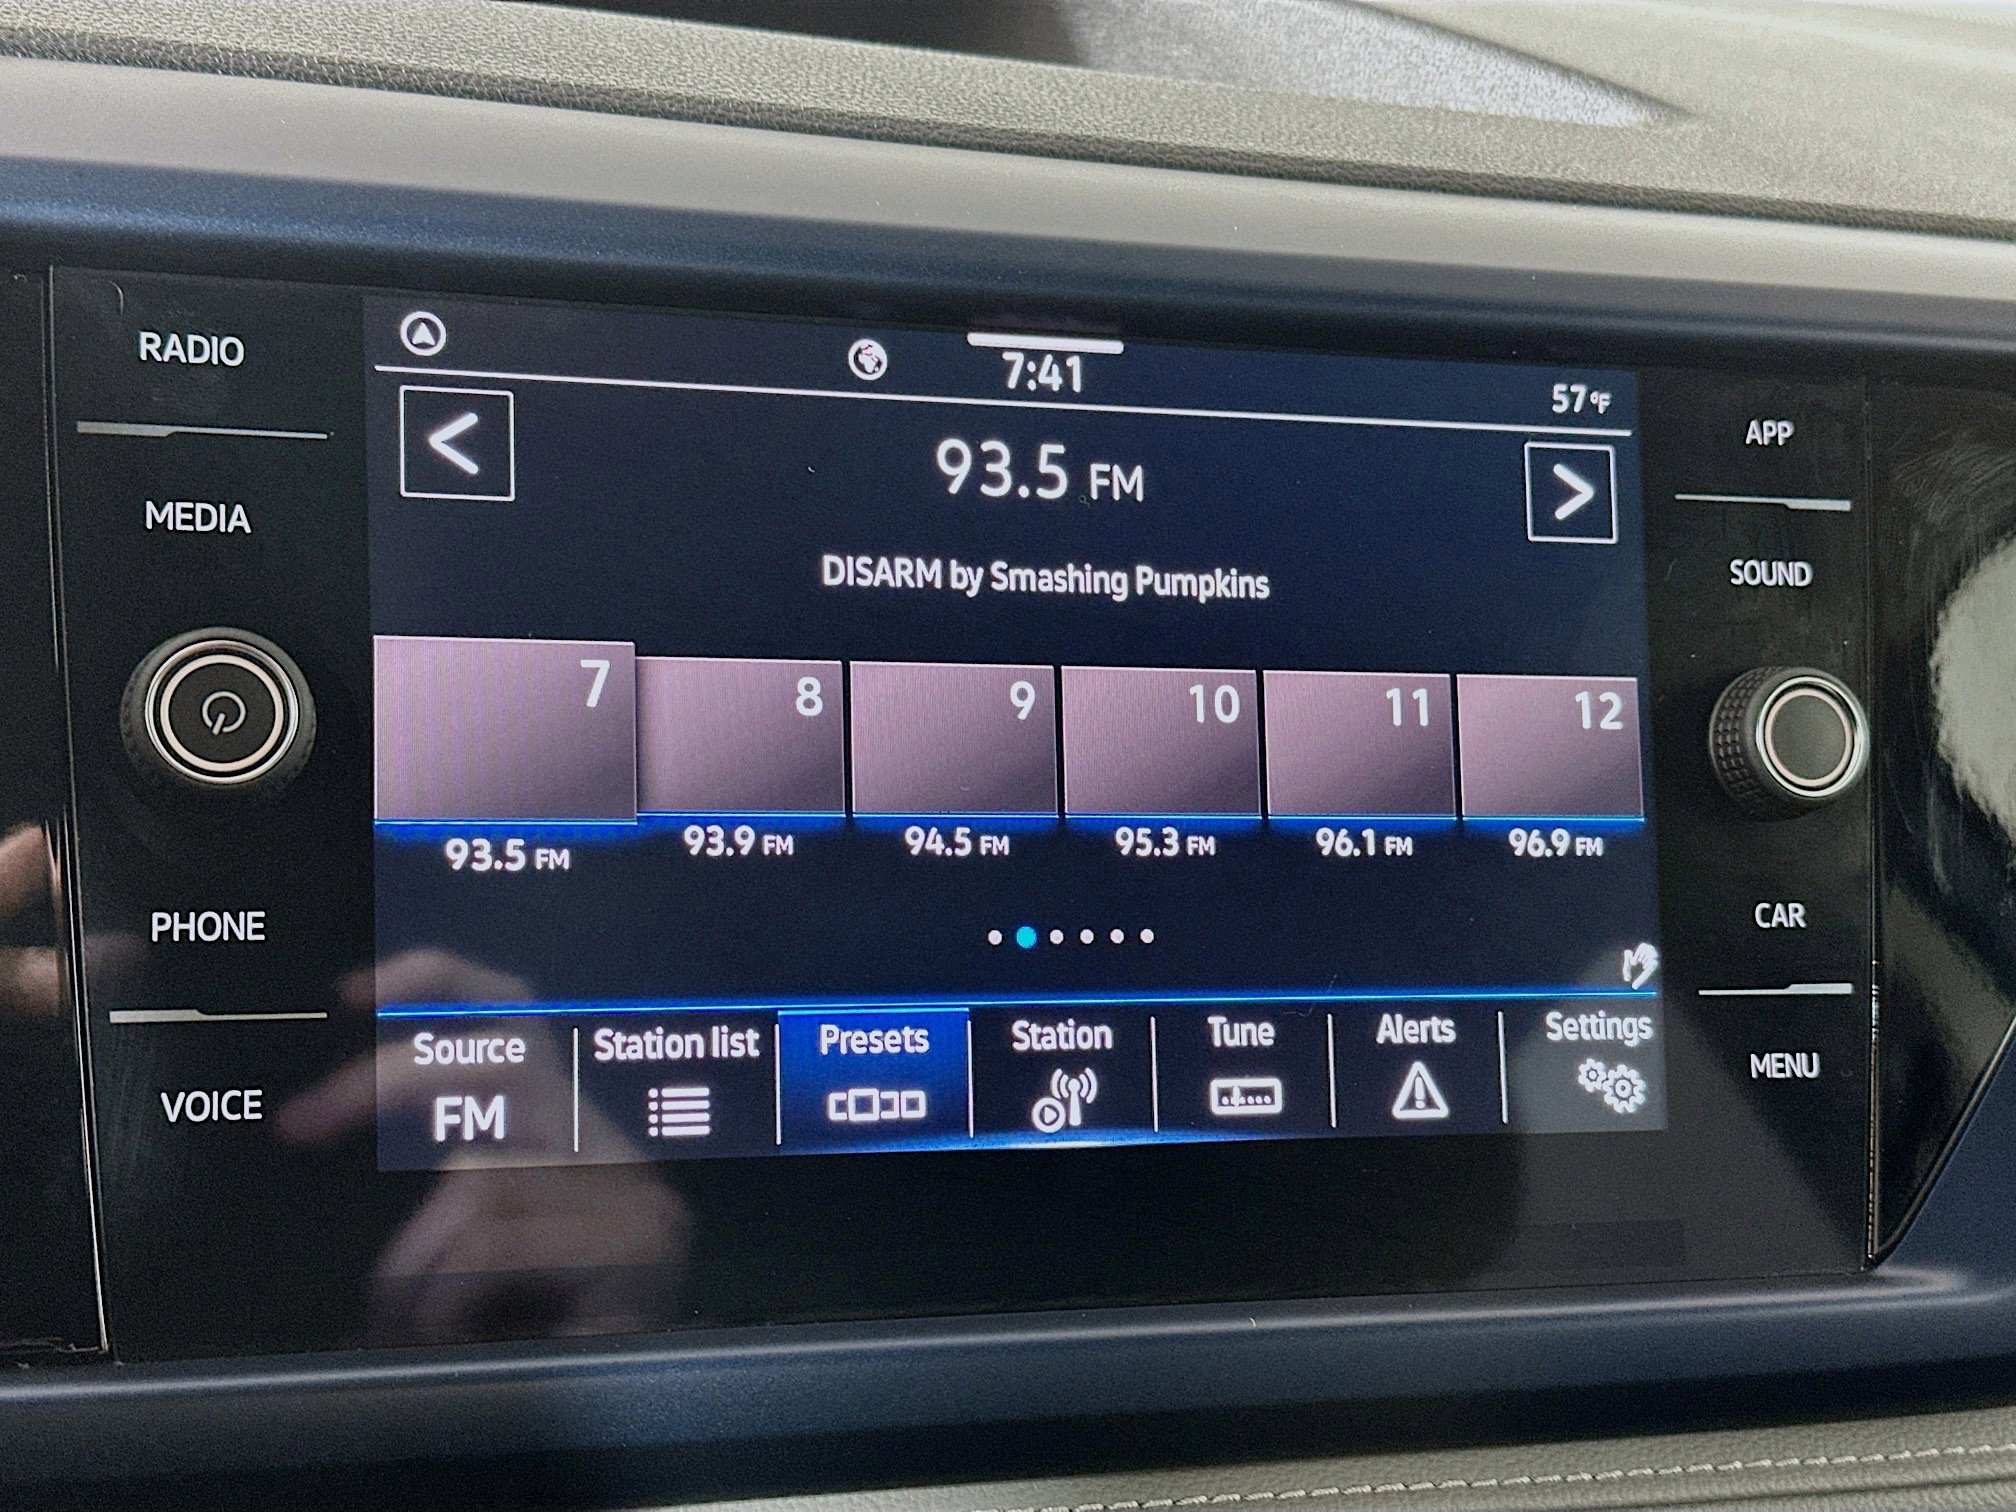 RADIO
MEDIA
PHONE
VOICE
7:41
57°F
<
93.5 FM
>
DISARM by Smashing Pumpkins
7
8
9
10
11
12
93.5 FM
93.9 FM
94.5 FM
95.3 FM
96.1 FM
96.9 FM
Source
FM
Station list
Presets
Station
Tune
Alerts
Settings
APP
SOUND
CAR
MENU